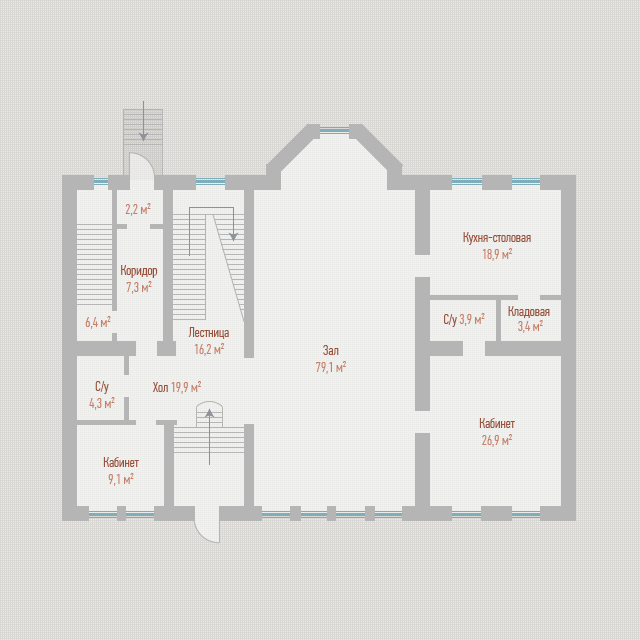 2,2 м²
Коридор
7,3 м²
6,4 м²
Лестница
16,2 м²
Хол 19,9 м²
С/у
4,3 м²
Кабинет
9,1 м²
Зал
79,1 м²
Кухня-столовая
18,9 м²
С/у 3,9 м²
Кладовая
3,4 м²
Кабинет
26,9 м²